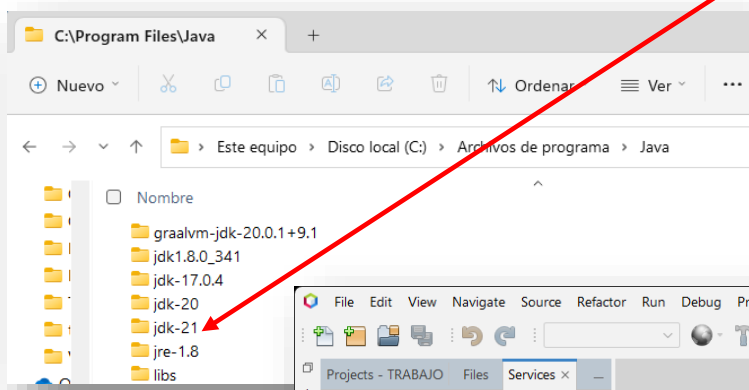 C:\Program Files\Java
Nuevo
Ordenar
Ver
Este equipo > Disco local (C:) > Archivos de programa > Java
Nombre
graalvm-jdk-20.0.1+9.1
jdk1.8.0_341
jdk-17.0.4
jdk-20
jdk-21
jre-1.8
libs
File Edit View Navigate Source Refactor Run Debug
Projects - TRABAJO Files Services